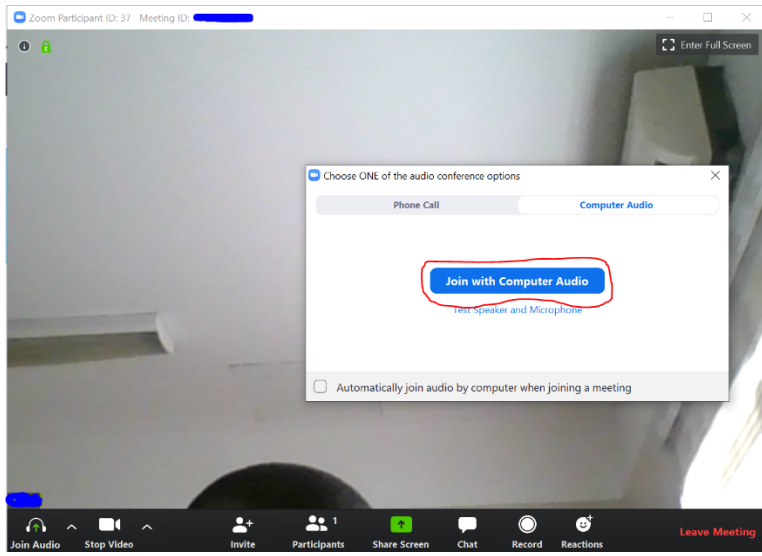 Zoom Participant ID: 37 Meeting ID:
Enter Full Screen
Choose ONE of the audio conference options
Phone Call
Computer Audio
Join with Computer Audio
Test Speaker and Microphone
Automatically join audio by computer when joining a meeting
1
Join Audio
Stop Video
Invite
Participants
Share Screen
Chat
Record
Reactions
Leave Meeting